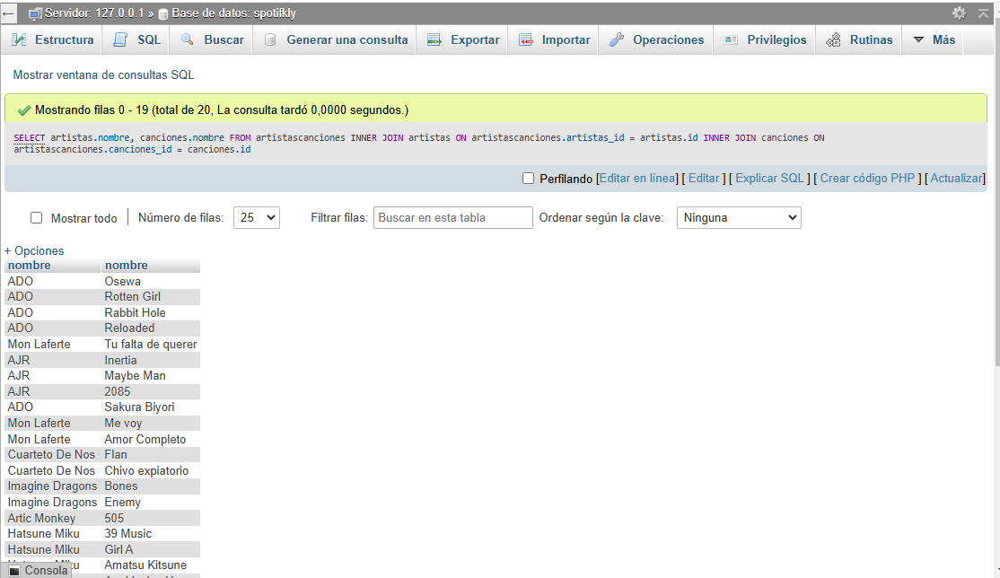 Servidor: 127.0.0.1 » Base de datos: spotifkly
Estructura SQL Buscar Generar una consulta Exportar Importar Operaciones Privilegios Rutinas Más
Mostrar ventana de consultas SQL
Mostrando filas 0 - 19 (total de 20, La consulta tardó 0,0000 segundos.)
SELECT artistas.nombre, canciones.nombre FROM artistascanciones INNER JOIN artistas ON artistascanciones.artistas_id = artistas.id INNER JOIN canciones ON
artistascanciones.canciones_id = canciones.id
Perfilando [Editar en línea] [ Editar ] [ Explicar SQL ] [ Crear código PHP ] [ Actualizar]
Mostrar todo Número de filas: 25 Filtrar filas: Buscar en esta tabla Ordenar según la clave: Ninguna
+ Opciones
nombre nombre
ADO Osewa
ADO Rotten Girl
ADO Rabbit Hole
ADO Reloaded
Mon Laferte Tu falta de querer
AJR Inertia
AJR Maybe Man
AJR 2085
ADO Sakura Biyori
Mon Laferte Me voy
Mon Laferte Amor Completo
Cuarteto De Nos Flan
Cuarteto De Nos Chivo expiatorio
Imagine Dragons Bones
Imagine Dragons Enemy
Artic Monkey 505
Hatsune Miku 39 Music
Hatsune Miku Girl A
Amatsu Kitsune
Consola